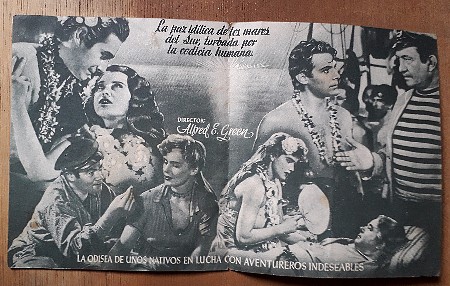 La paz idílica de los mares
del sur, turbada por
la codicia humana.
DIRECTOR:
Alfred E. Green
LA ODISEA DE UNOS NATIVOS EN LUCHA CON AVENTUREROS INDESEABLES